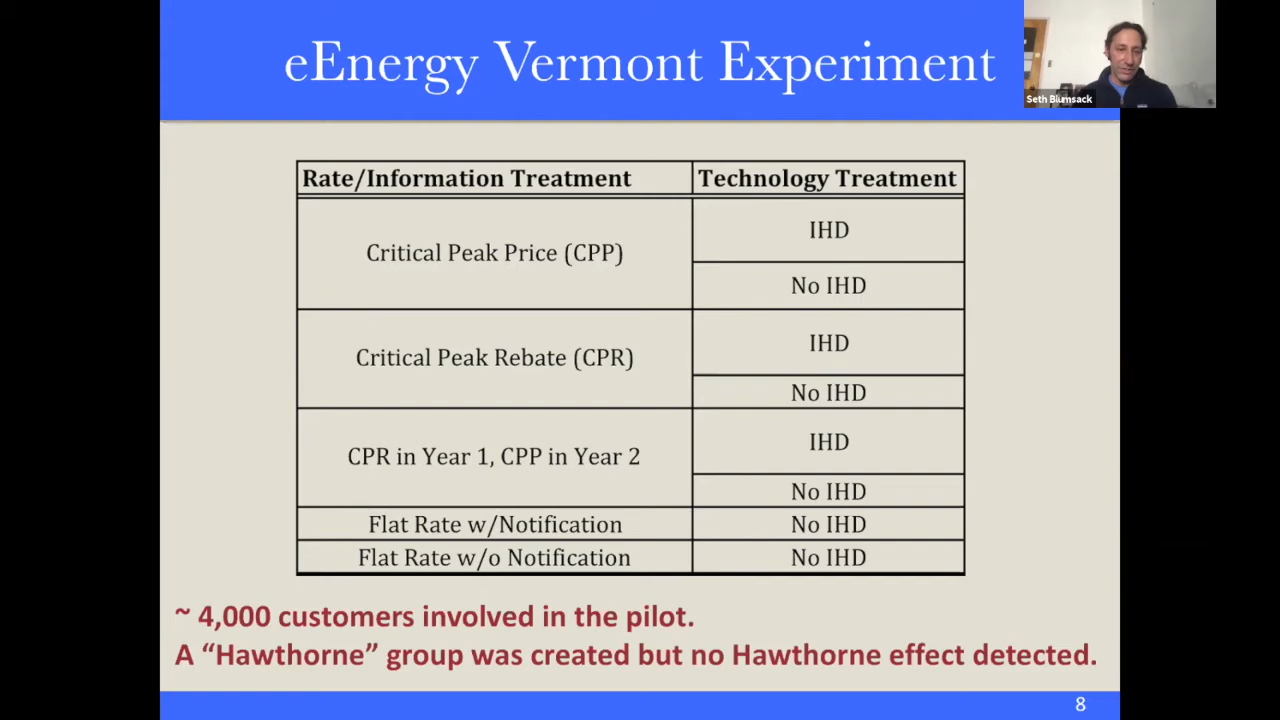 eEnergy Vermont Experiment
Seth Blumsack
Rate/Information Treatment Technology Treatment
Critical Peak Price (CPP)
IHD
No IHD
Critical Peak Rebate (CPR)
IHD
No IHD
CPR in Year 1, CPP in Year 2
IHD
No IHD
Flat Rate w/Notification No IHD
Flat Rate w/o Notification No IHD
~ 4,000 customers involved in the pilot.
A “Hawthorne” group was created but no Hawthorne effect detected.
8